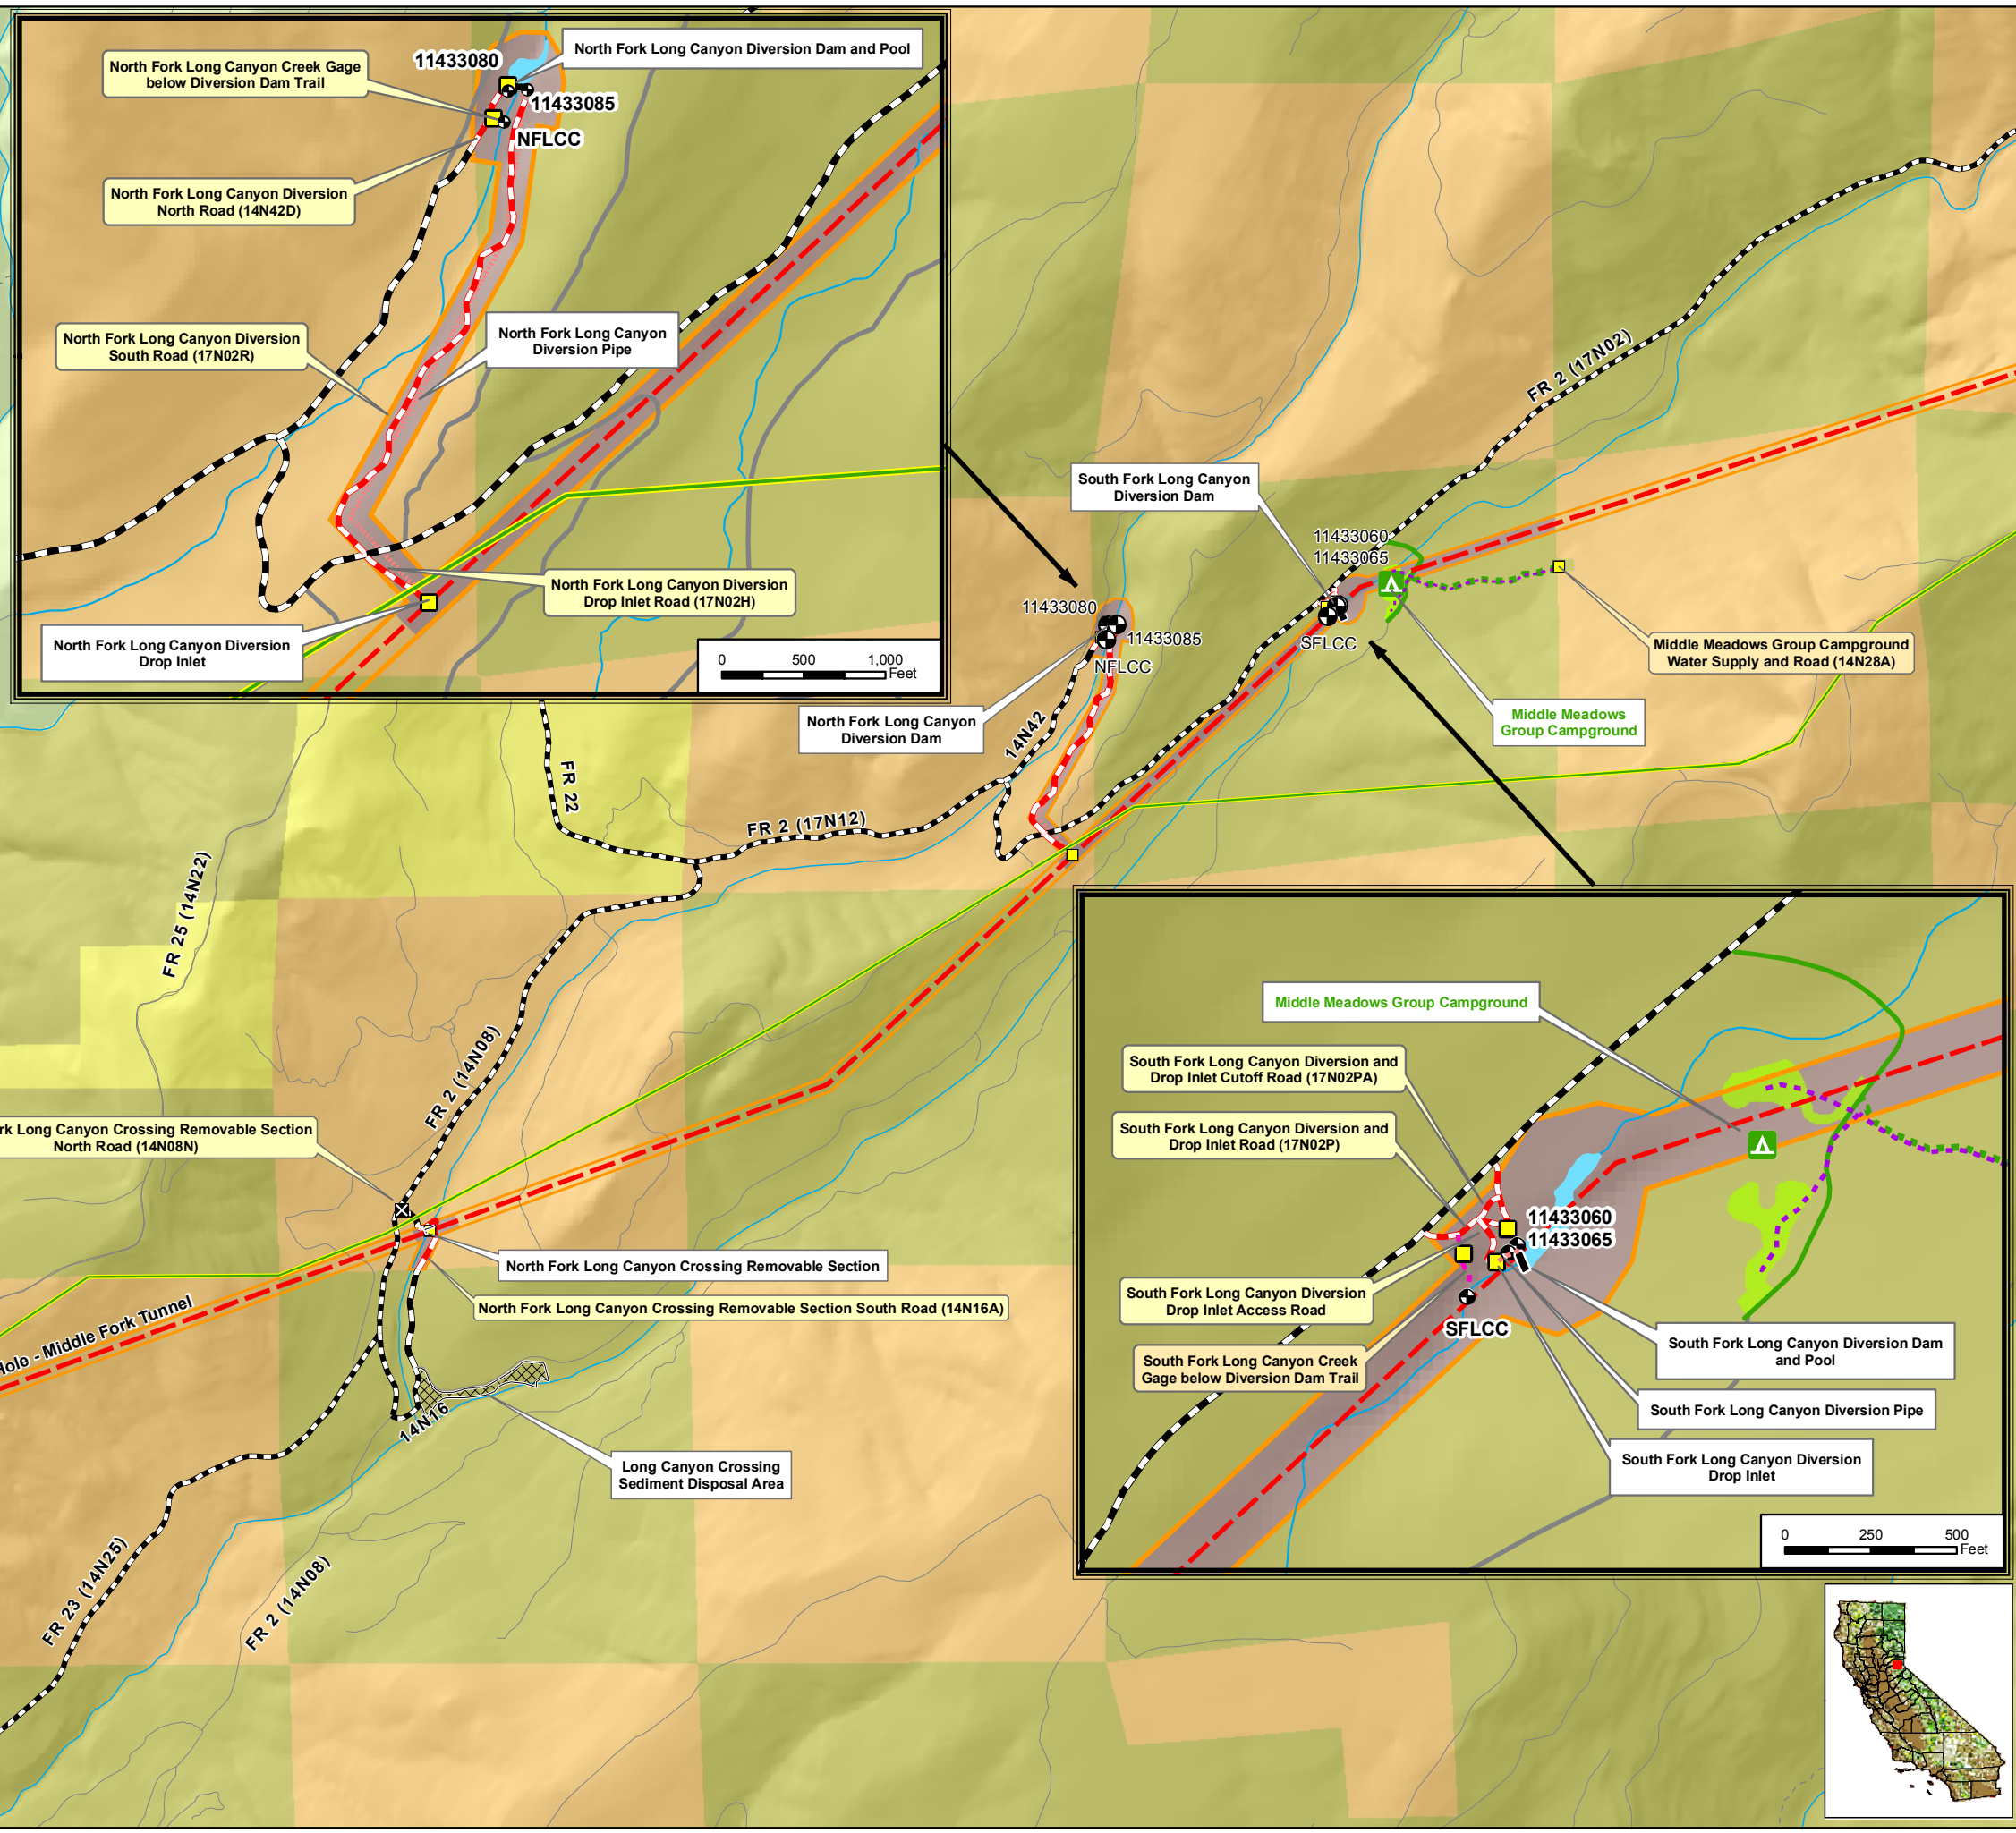 North Fork Long Canyon Diversion Dam and Pool
11433080
North Fork Long Canyon Creek Gage
below Diversion Dam Trail
11433085
NFLCC
North Fork Long Canyon Diversion
North Road (14N42D)
North Fork Long Canyon Diversion
South Road (17N02R)
North Fork Long Canyon
Diversion Pipe
North Fork Long Canyon Diversion
Drop Inlet Road (17N02H)
North Fork Long Canyon Diversion
Drop Inlet
0 500 1,000
Feet
FR 2 (17N02)
South Fork Long Canyon
Diversion Dam
11433060
11433065
11433080
11433085
NFLCC
SFLCC
Middle Meadows Group Campground
Water Supply and Road (14N28A)
Middle Meadows
Group Campground
North Fork Long Canyon
Diversion Dam
14N42
FR 22
FR 2 (17N12)
FR 25 (14N22)
FR 2 (14N08)
rk Long Canyon Crossing Removable Section
North Road (14N08N)
North Fork Long Canyon Crossing Removable Section
North Fork Long Canyon Crossing Removable Section South Road (14N16A)
Hole - Middle Fork Tunnel
14N16
Long Canyon Crossing
Sediment Disposal Area
FR 23 (14N25)
FR 2 (14N08)
Middle Meadows Group Campground
South Fork Long Canyon Diversion and
Drop Inlet Cutoff Road (17N02PA)
South Fork Long Canyon Diversion and
Drop Inlet Road (17N02P)
11433060
11433065
South Fork Long Canyon Diversion
Drop Inlet Access Road
SFLCC
South Fork Long Canyon Creek
Gage below Diversion Dam Trail
South Fork Long Canyon Diversion Dam
and Pool
South Fork Long Canyon Diversion Pipe
South Fork Long Canyon Diversion
Drop Inlet
0 250 500
Feet